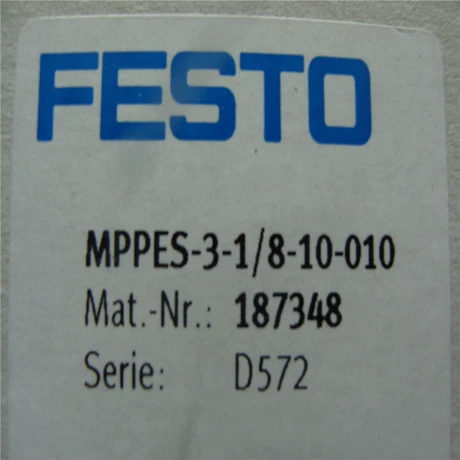 FESTO
MPPES-3-1/8-10-010
Mat.-Nr.: 187348
Serie: D572